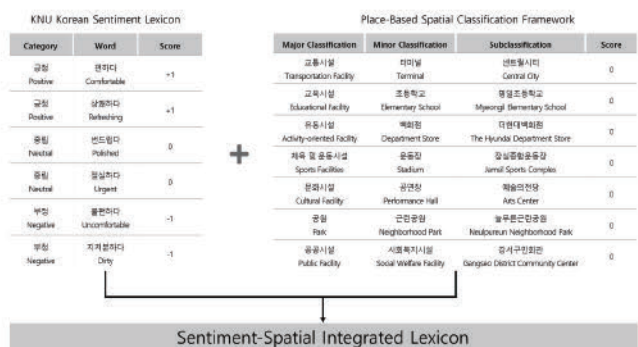 KNU Korean Sentiment Lexicon
Category Word Score
긍정 편하다 +1
Positive Comfortable
긍정 상쾌하다 +1
Positive Refreshing
중립 번드럽다 0
Neutral Polished
중립 절실하다 0
Neutral Urgent
부정 불편하다 -1
Negative Uncomfortable
부정 지저분하다 -1
Negative Dirty
+
Place-Based Spatial Classification Framework
Major Classification Minor Classification Subclassification Score
교통시설 터미널 센트럴시티 0
Transportation Facility Terminal Central City
교육시설 초등학교 명일초등학교 0
Educational Facility Elementary School Myeongil Elementary School
유동시설 백화점 더현대백화점 0
Activity-oriented Facility Department Store The Hyundai Department Store
체육 및 운동시설 운동장 잠실종합운동장 0
Sports Facilities Stadium Jamsil Sports Complex
문화시설 공연장 예술의전당 0
Cultural Facility Performance Hall Arts Center
공원 근린공원 늘푸른근린공원 0
Park Neighborhood Park Neulpureun Neighborhood Park
공공시설 사회복지시설 강서구민회관 0
Public Facility Social Welfare Facility Gangseo District Community Center
Sentiment-Spatial Integrated Lexicon